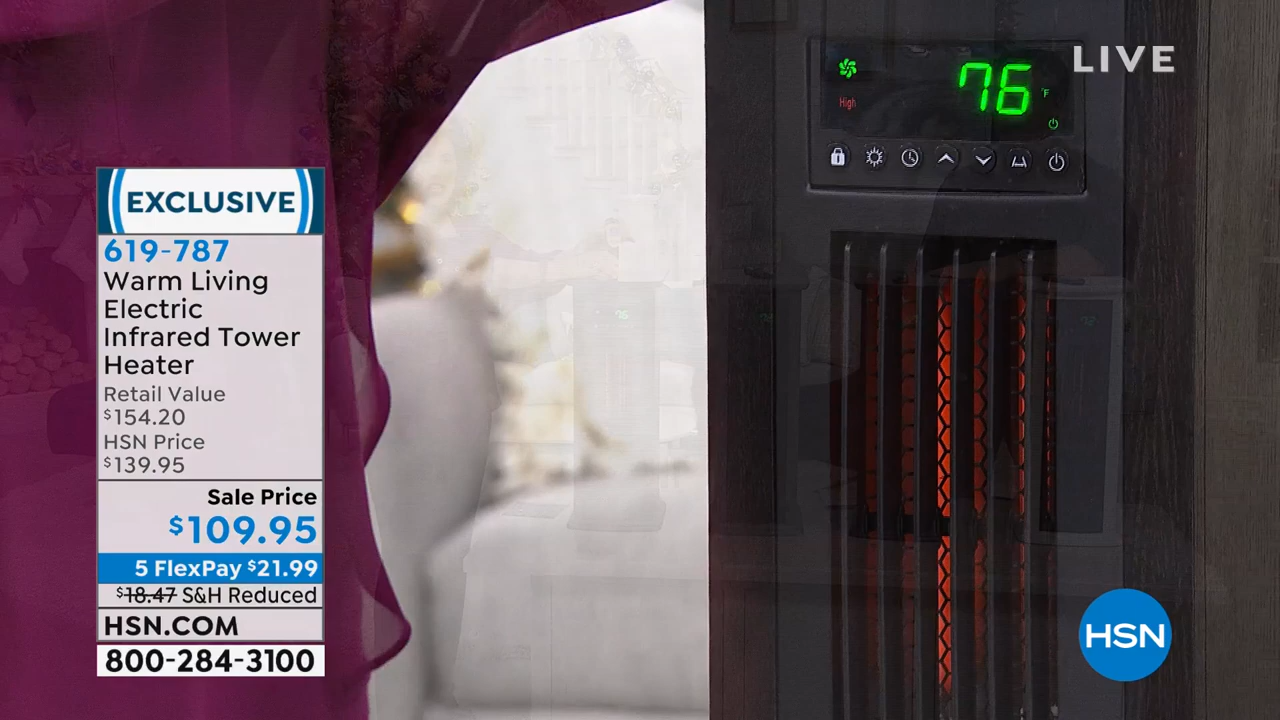 EXCLUSIVE
619-787
Warm Living
Electric
Infrared Tower
Heater
Retail Value
$154.20
HSN Price
$139.95
Sale Price
$109.95
5 FlexPay $21.99
$18.47 S&H Reduced
HSN.COM
800-284-3100
LIVE
76
°F
High
HSN